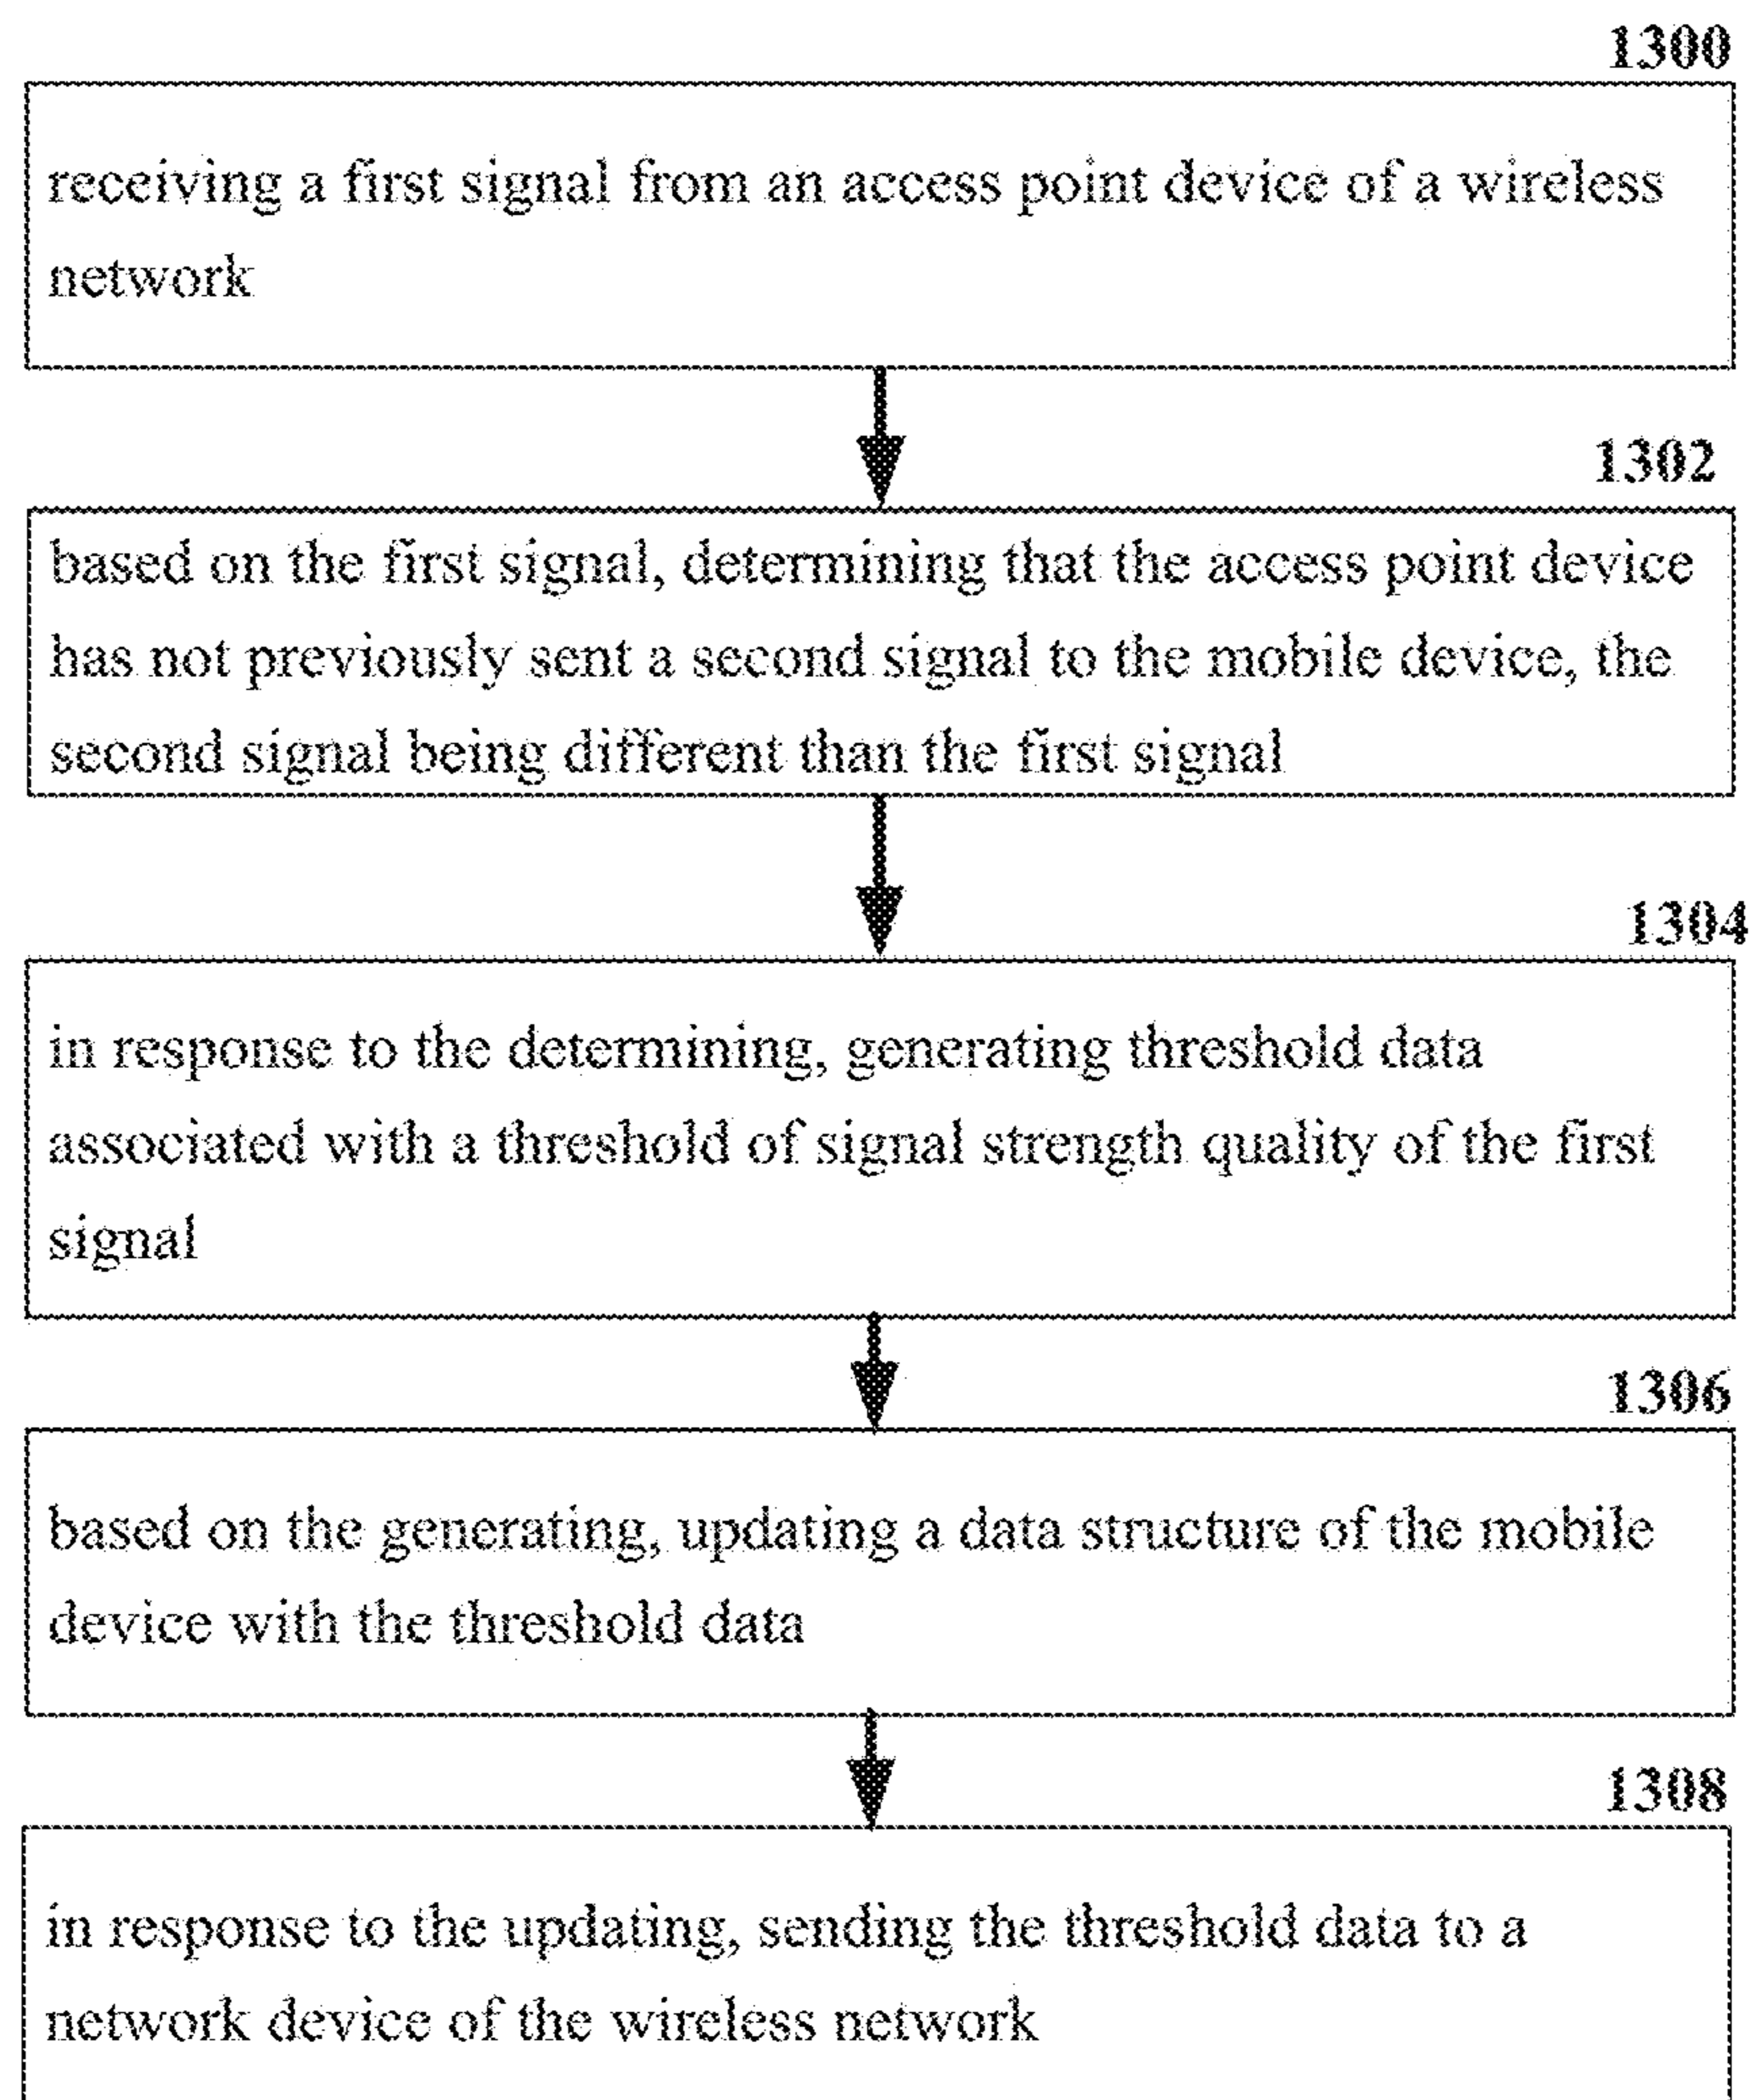 1300
receiving a first signal from an access point device of a wireless
network
1302
based on the first signal, determining that the access point device
has not previously sent a second signal to the mobile device, the
second signal being different than the first signal
1304
in response to the determining, generating threshold data
associated with a threshold of signal strength quality of the first
signal
1306
based on the generating, updating a data structure of the mobile
device with the threshold data
1308
in response to the updating, sending the threshold data to a
network device of the wireless network